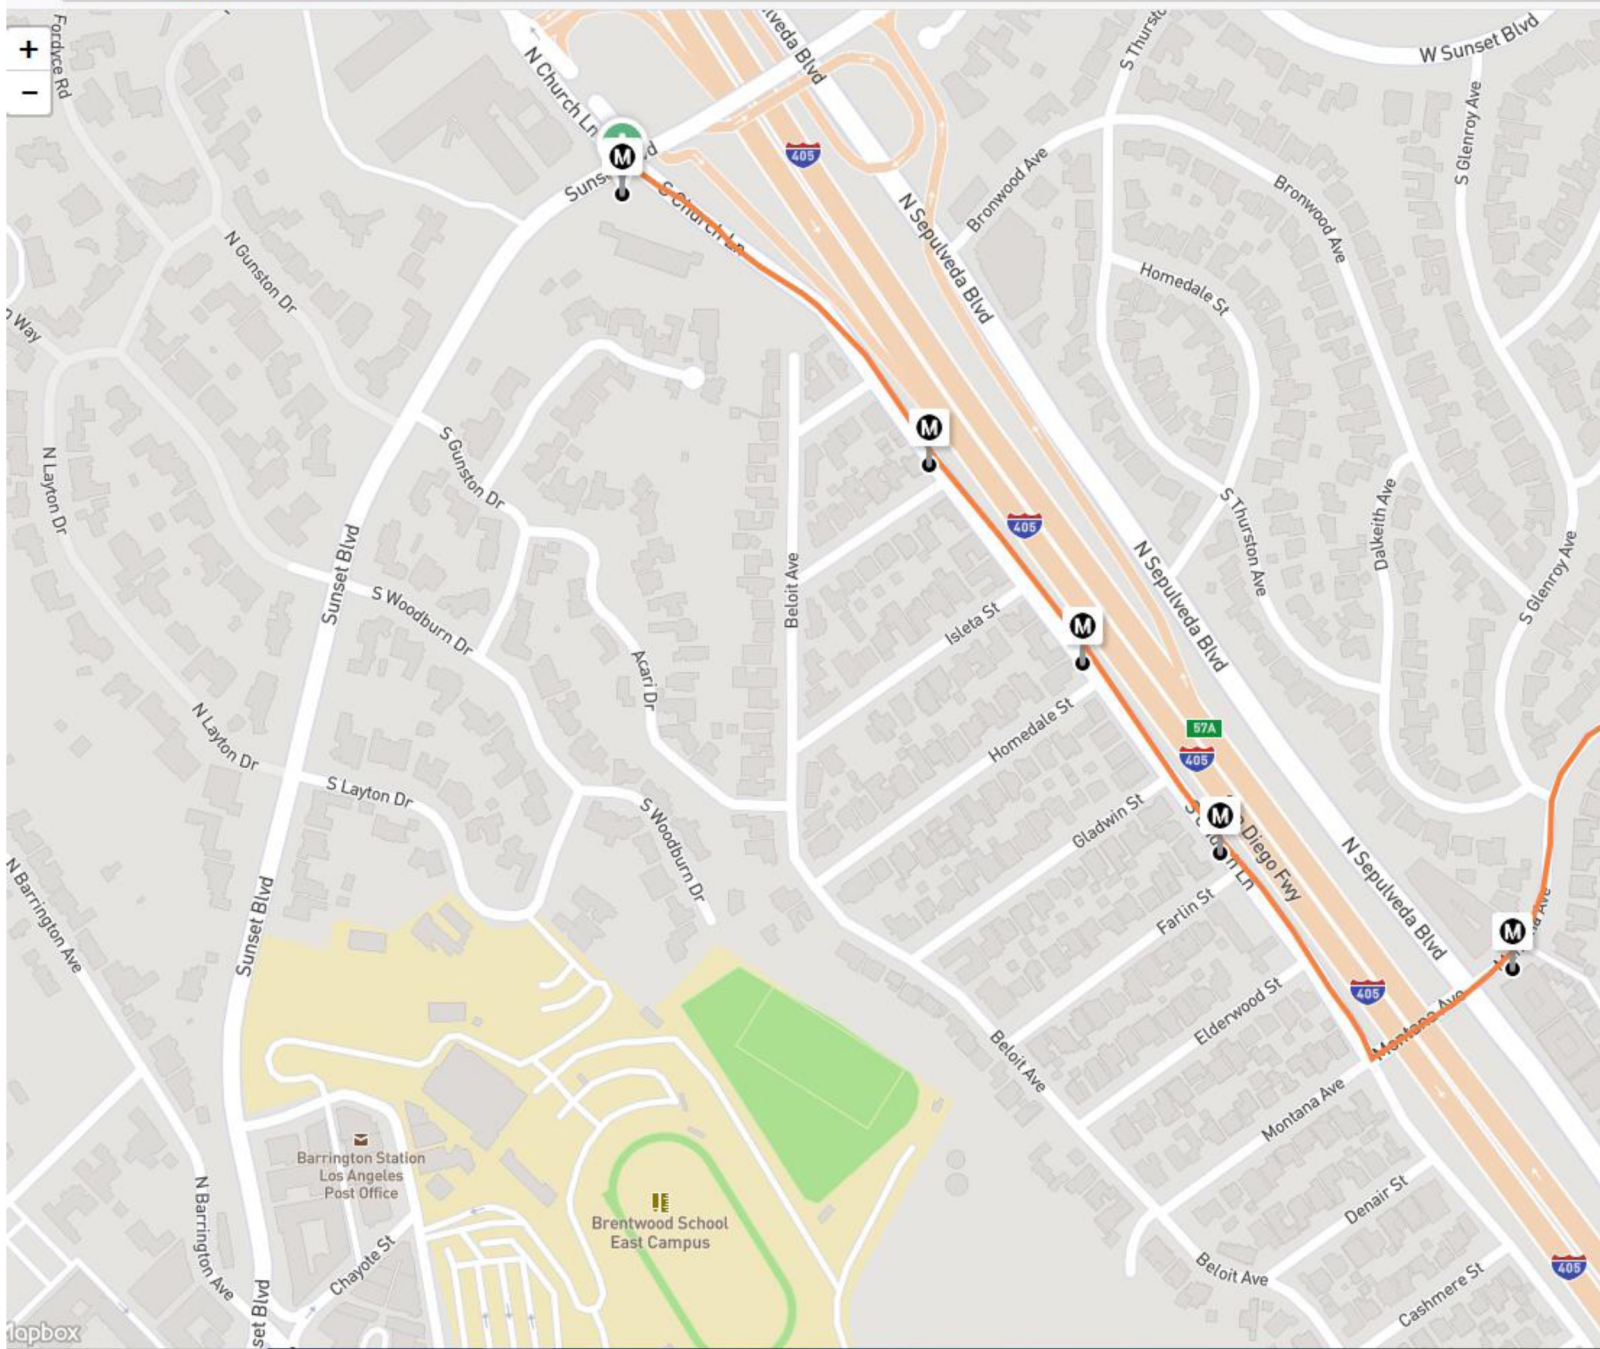 +
−
Fordyce Rd
N Church Ln
Sepulveda Blvd
S Thurston
W Sunset Blvd
S Glenroy Ave
M
405
Sunset
S Church Ln
Bronwood Ave
Bronwood Ave
N Sepulveda Blvd
N Gunston Dr
Homedale St
Way
S Gunston Dr
M
N Layton Dr
405
S Thurston Ave
Dalkeith Ave
S Glenroy Ave
Sunset Blvd
Beloit Ave
N Sepulveda Blvd
S Woodburn Dr
Isleta St
M
Acari Dr
Homedale St
57A
405
N Layton Dr
S Layton Dr
S Woodburn Dr
Gladwin St
M
Diego Fwy
Ln
N Sepulveda Blvd
N Barrington Ave
Sunset Blvd
Farlin St
M
Ave
405
Elderwood St
Montana Ave
Beloit Ave
Montana Ave
Barrington Station
Los Angeles
Post Office
N Barrington Ave
Brentwood School
East Campus
Denair St
Chayote St
Beloit Ave
405
Cashmere St
set Blvd
Mapbox